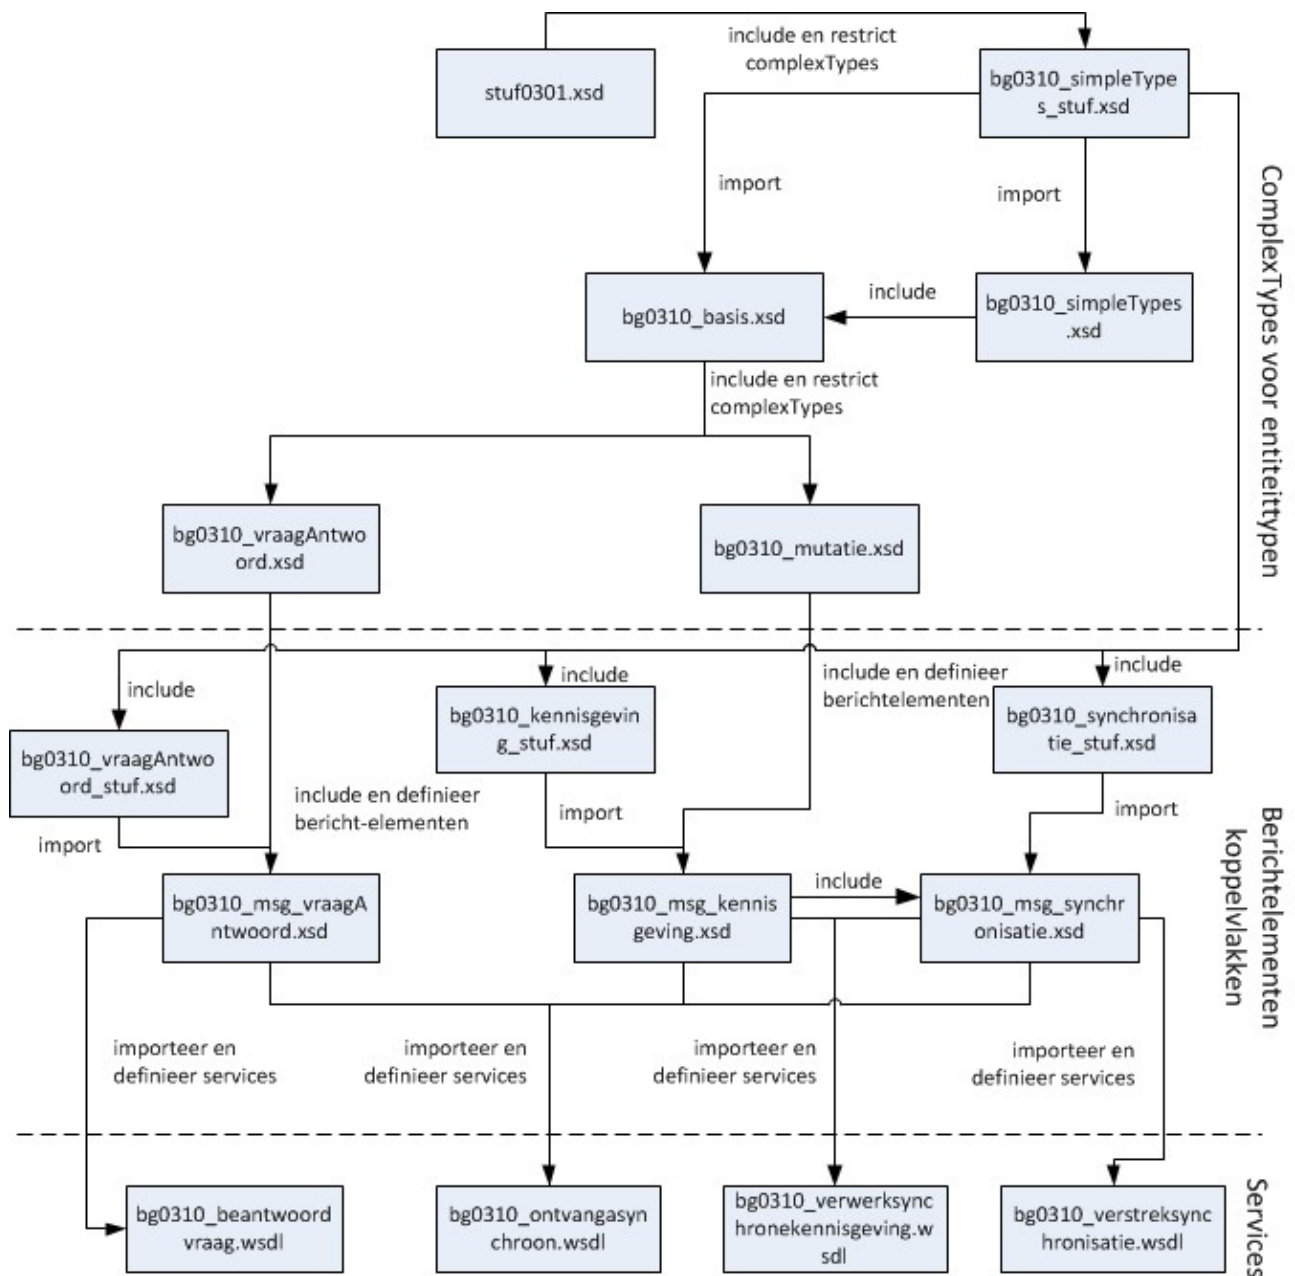 include en restrict
complexTypes
stuf0301.xsd
bg0310_simpleType
s_stuf.xsd
import
import
bg0310_basis.xsd
include
bg0310_simpleTypes
.xsd
include en restrict
complexTypes
bg0310_vraagAntwo
ord.xsd
bg0310_mutatie.xsd
ComplexTypes voor entiteittypen
include
include
include en definieer
berichtelementen
include
bg0310_vraagAntwo
ord_stuf.xsd
bg0310_kennisgevin
g_stuf.xsd
bg0310_synchronisa
tie_stuf.xsd
include en definieer
bericht-elementen
import
import
import
bg0310_msg_vraagA
ntwoord.xsd
bg0310_msg_kennis
geving.xsd
include
bg0310_msg_synchr
onisatie.xsd
Berichtelementen
koppelvlakken
importeer en
definieer services
importeer en
definieer services
importeer en
definieer services
importeer en
definieer services
bg0310_beantwoord
vraag.wsdl
bg0310_ontvangasyn
chroon.wsdl
bg0310_verwerksync
hronekennisgeving.w
sdl
bg0310_verstreksync
hronisatie.wsdl
Services